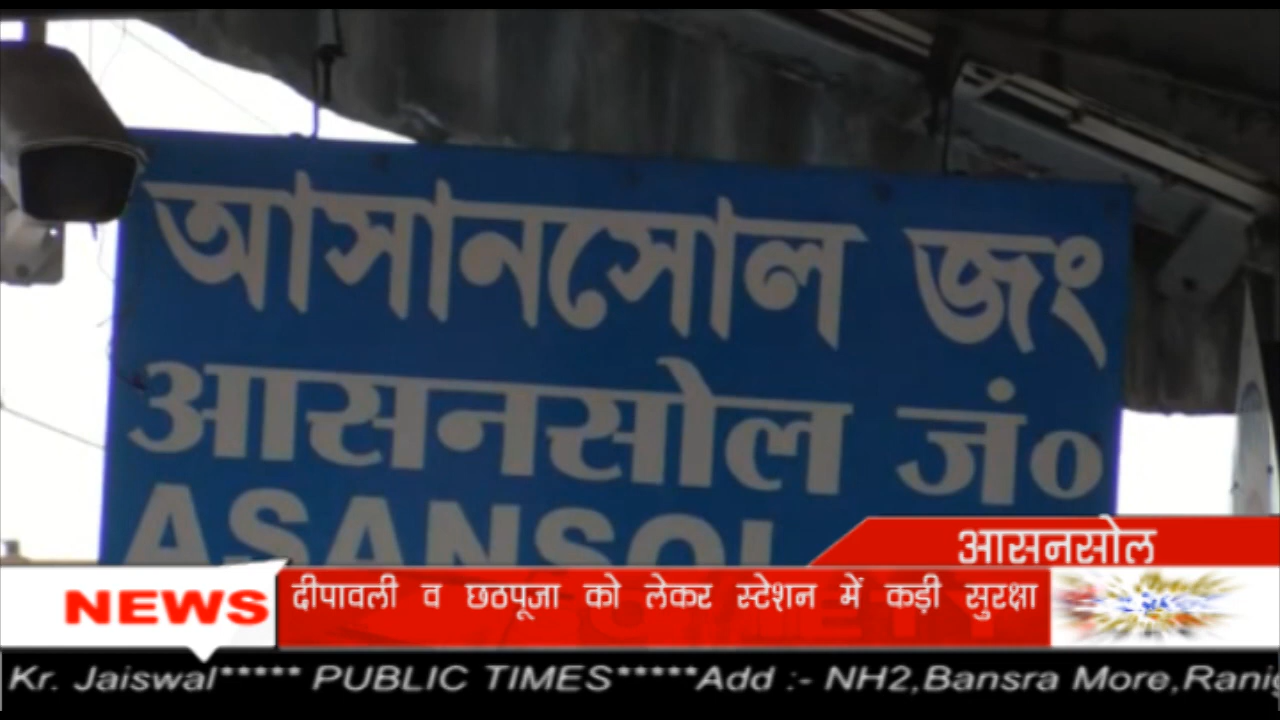 আসানসোল জং
आसनसोल जं०
ASANSOL
आसनसोल
NEWS
दीपावली व छठपूजा को लेकर स्टेशन में कड़ी सुरक्षा
Kr. Jaiswal***** PUBLIC TIMES*****Add :- NH2,Bansra More,Ranig